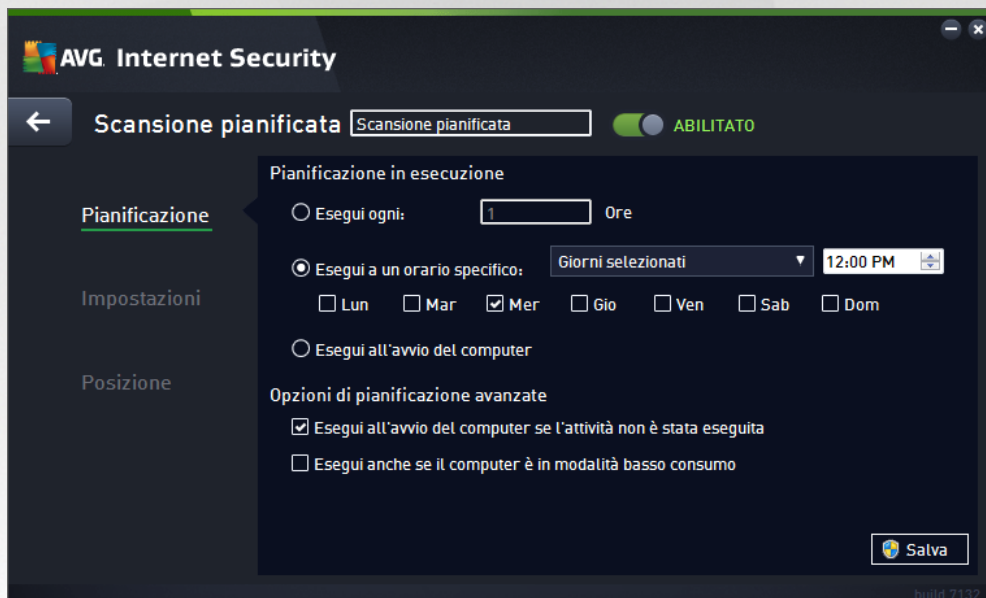 AVG. Internet Security
Scansione pianificata Scansione pianificata ABILITATO
Pianificazione
Impostazioni
Posizione
Pianificazione in esecuzione
Esegui ogni: 1 Ore
Esegui a un orario specifico: Giorni selezionati 12:00 PM
Lun Mar Mer Gio Ven Sab Dom
Esegui all'avvio del computer
Opzioni di pianificazione avanzate
Esegui all'avvio del computer se l'attività non è stata eseguita
Esegui anche se il computer è in modalità basso consumo
Salva
build 7132